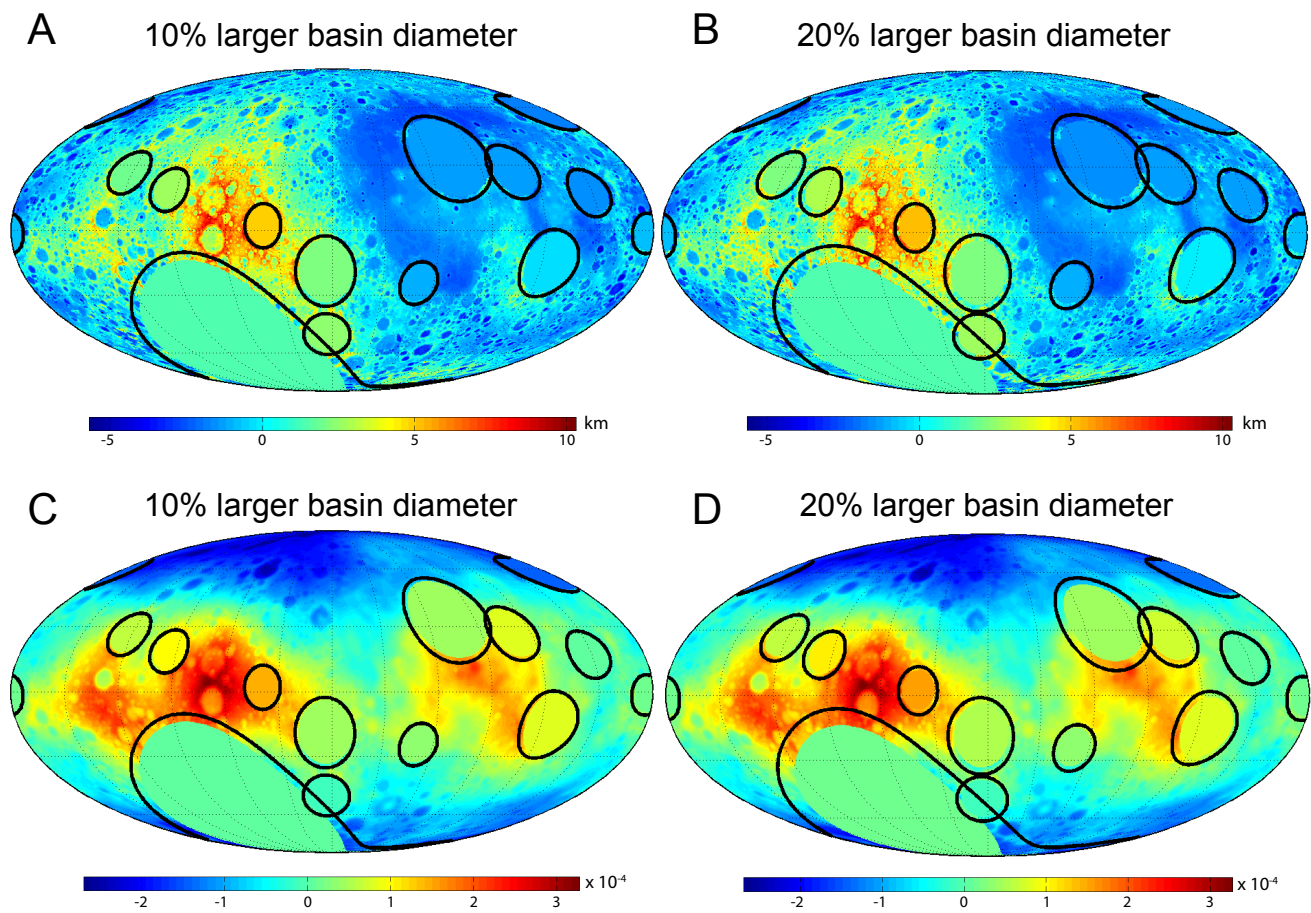 A 10% larger basin diameter
B 20% larger basin diameter
-5 0 5 10 km
-5 0 5 10 km
C 10% larger basin diameter
D 20% larger basin diameter
-2 -1 0 1 2 3 x 10-4
-2 -1 0 1 2 3 x 10-4